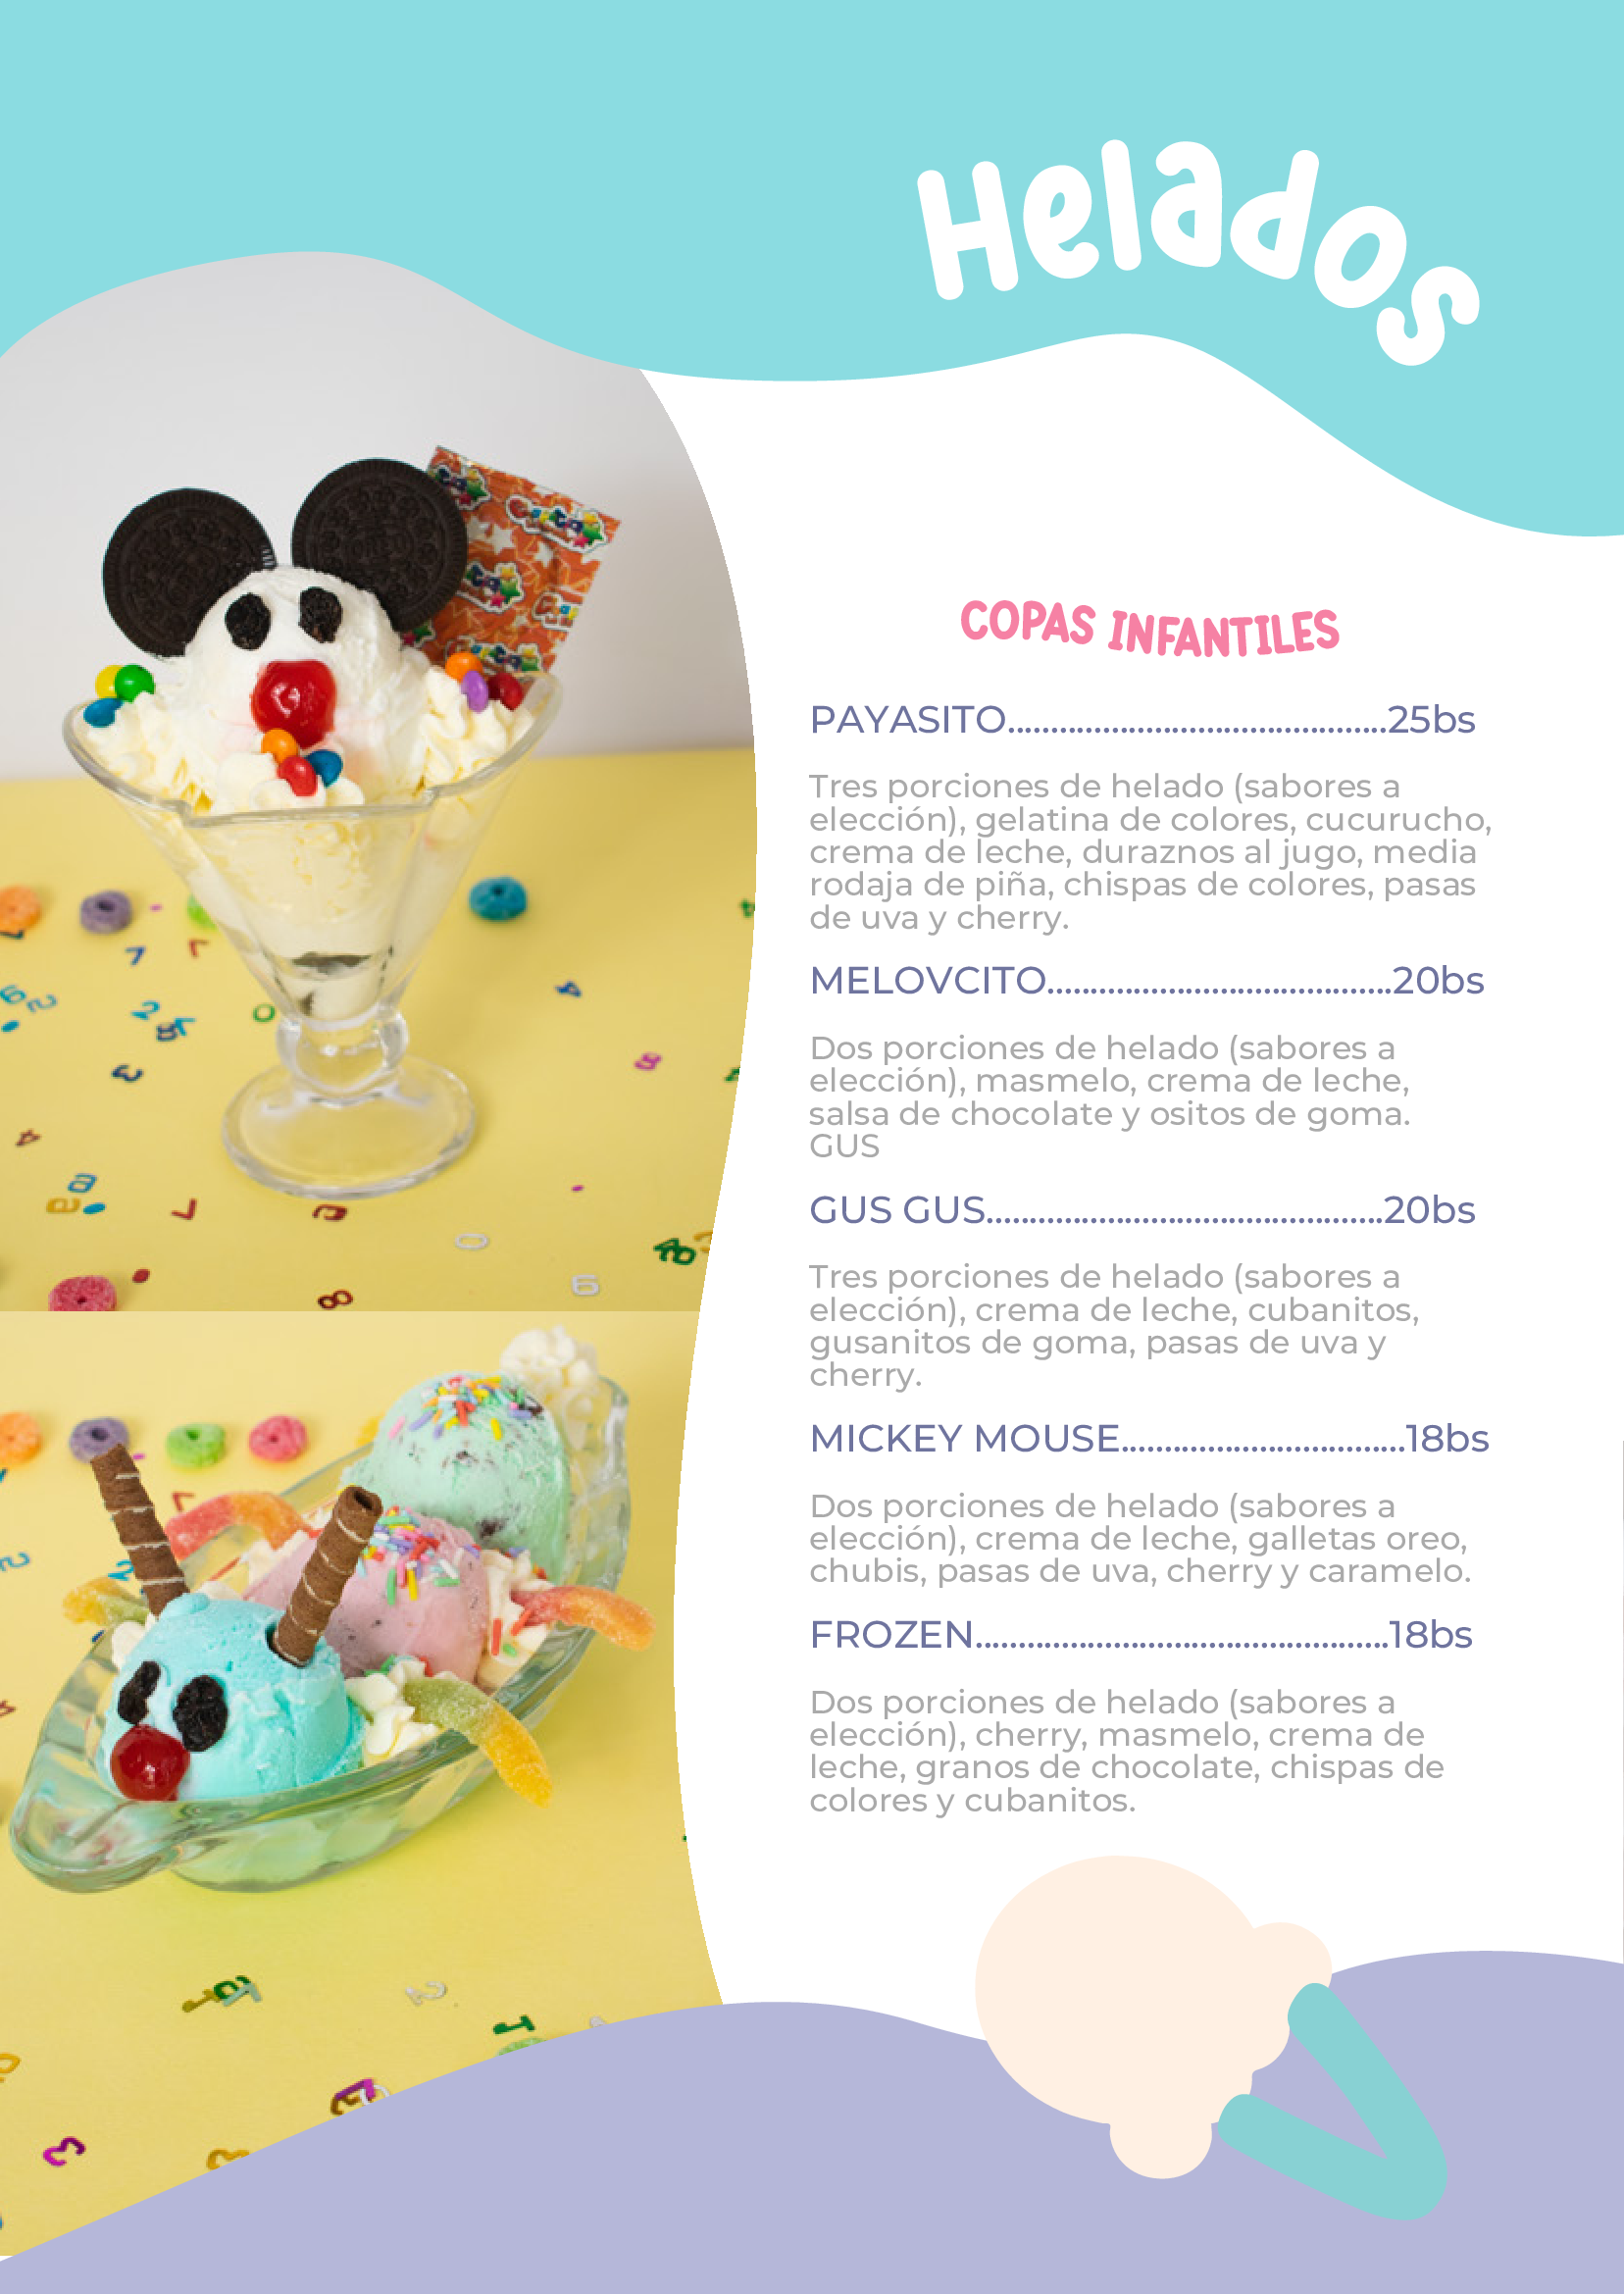 Helados
COPAS INFANTILES
PAYASITO............................................25bs
Tres porciones de helado (sabores a
elección), gelatina de colores, cucurucho,
crema de leche, duraznos al jugo, media
rodaja de piña, chispas de colores, pasas
de uva y cherry.
MELOVCITO........................................20bs
Dos porciones de helado (sabores a
elección), masmelo, crema de leche,
salsa de chocolate y ositos de goma.
GUS
GUS GUS..............................................20bs
Tres porciones de helado (sabores a
elección), crema de leche, cubanitos,
gusanitos de goma, pasas de uva y
cherry.
MICKEY MOUSE.................................18bs
Dos porciones de helado (sabores a
elección), crema de leche, galletas oreo,
chubis, pasas de uva, cherry y caramelo.
FROZEN................................................18bs
Dos porciones de helado (sabores a
elección), cherry, masmelo, crema de
leche, granos de chocolate, chispas de
colores y cubanitos.